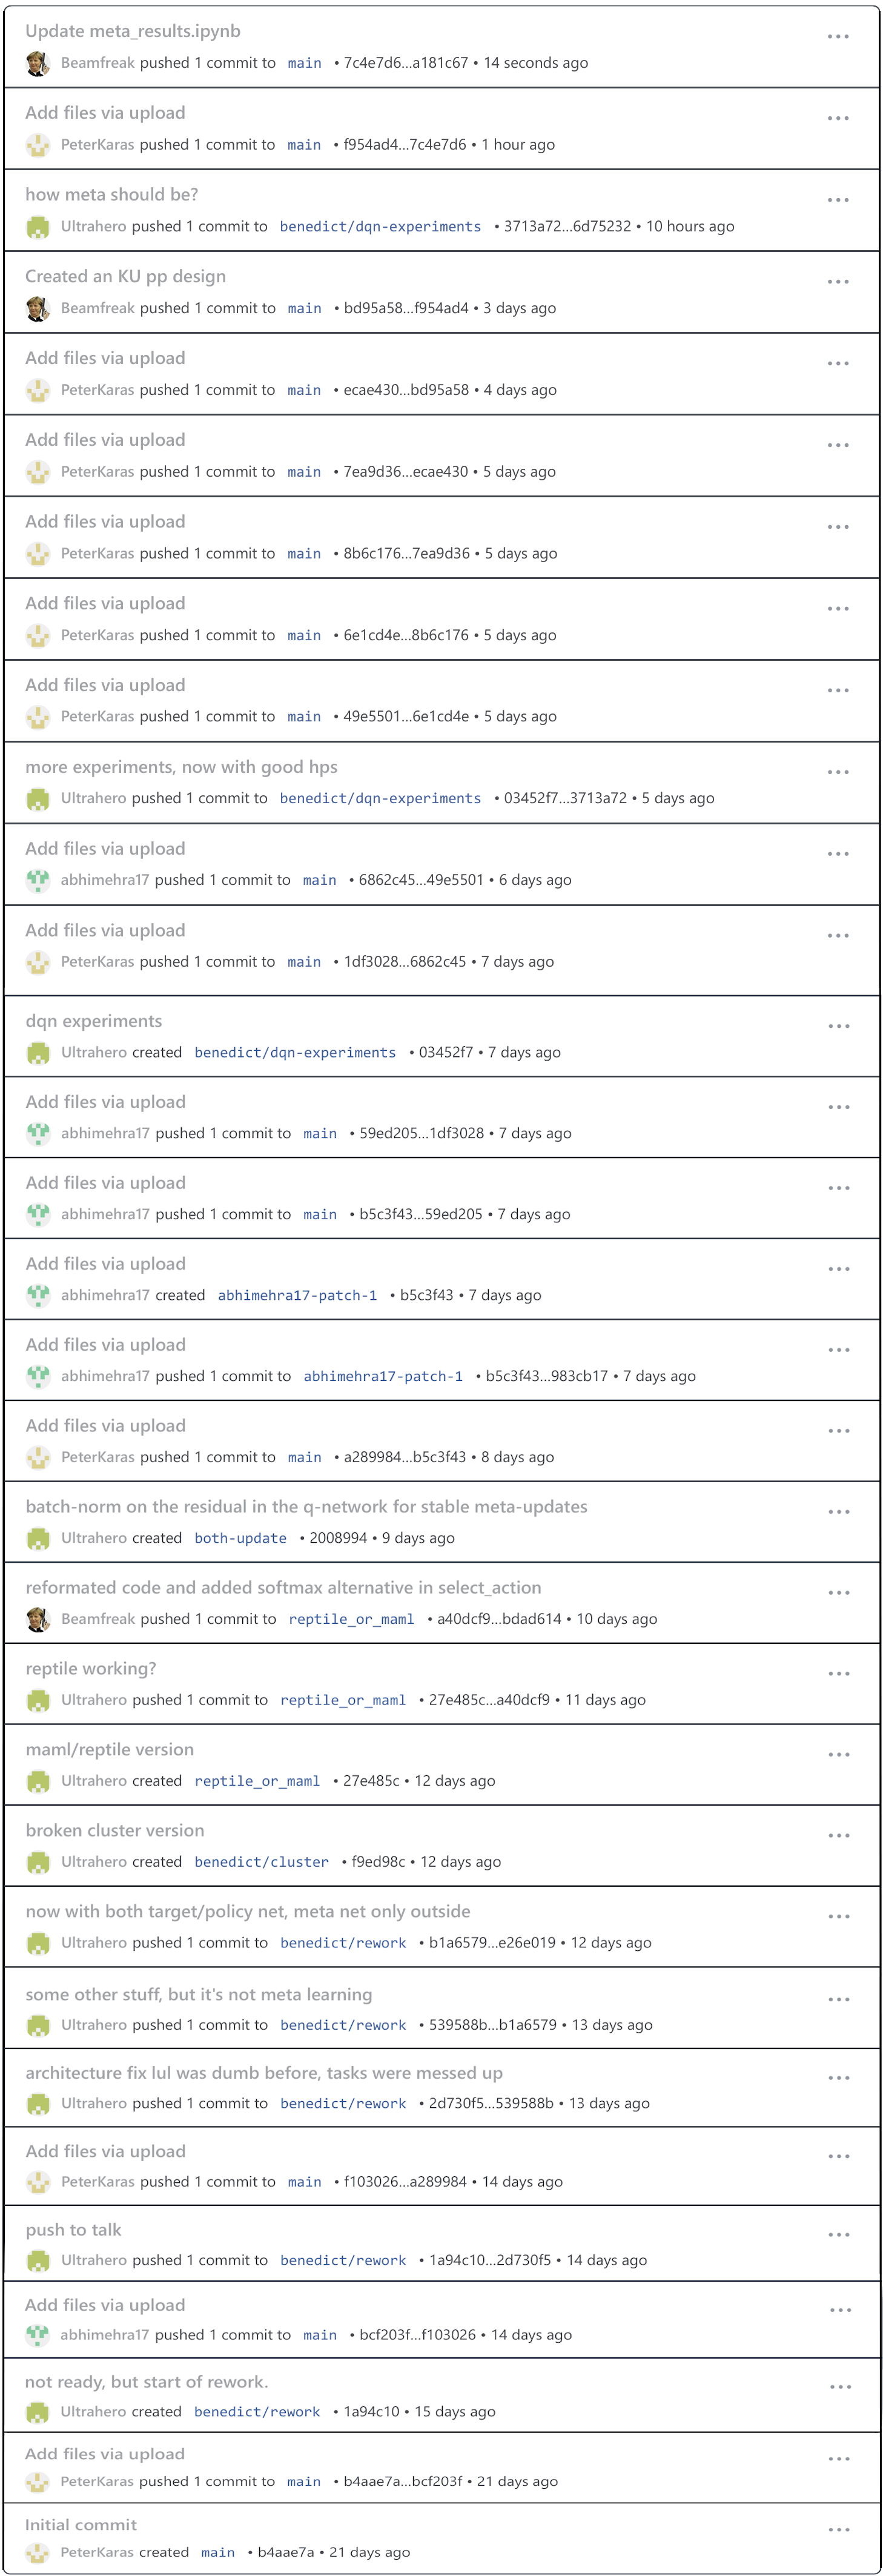 Update meta_results.ipynb
Beamfreak pushed 1 commit to main • 7c4e7d6...a181c67 • 14 seconds ago
Add files via upload
PeterKaras pushed 1 commit to main • f954ad4...7c4e7d6 • 1 hour ago
how meta should be?
Ultrahero pushed 1 commit to benedict/dqn-experiments • 3713a72...6d75232 • 10 hours ago
Created an KU pp design
Beamfreak pushed 1 commit to main • bd95a58...f954ad4 • 3 days ago
Add files via upload
PeterKaras pushed 1 commit to main • ecae430...bd95a58 • 4 days ago
Add files via upload
PeterKaras pushed 1 commit to main • 7ea9d36...ecae430 • 5 days ago
Add files via upload
PeterKaras pushed 1 commit to main • 8b6c176...7ea9d36 • 5 days ago
Add files via upload
PeterKaras pushed 1 commit to main • 6e1cd4e...8b6c176 • 5 days ago
Add files via upload
PeterKaras pushed 1 commit to main • 49e5501...6e1cd4e • 5 days ago
more experiments, now with good hps
Ultrahero pushed 1 commit to benedict/dqn-experiments • 03452f7...3713a72 • 5 days ago
Add files via upload
abhimehra17 pushed 1 commit to main • 6862c45...49e5501 • 6 days ago
Add files via upload
PeterKaras pushed 1 commit to main • 1df3028...6862c45 • 7 days ago
dqn experiments
Ultrahero created benedict/dqn-experiments • 03452f7 • 7 days ago
Add files via upload
abhimehra17 pushed 1 commit to main • 59ed205...1df3028 • 7 days ago
Add files via upload
abhimehra17 pushed 1 commit to main • b5c3f43...59ed205 • 7 days ago
Add files via upload
abhimehra17 created abhimehra17-patch-1 • b5c3f43 • 7 days ago
Add files via upload
abhimehra17 pushed 1 commit to abhimehra17-patch-1 • b5c3f43...983cb17 • 7 days ago
Add files via upload
PeterKaras pushed 1 commit to main • a289984...b5c3f43 • 8 days ago
batch-norm on the residual in the q-network for stable meta-updates
Ultrahero created both-update • 2008994 • 9 days ago
reformated code and added softmax alternative in select_action
Beamfreak pushed 1 commit to reptile_or_maml • a40dcf9...bdad614 • 10 days ago
reptile working?
Ultrahero pushed 1 commit to reptile_or_maml • 27e485c...a40dcf9 • 11 days ago
maml/reptile version
Ultrahero created reptile_or_maml • 27e485c • 12 days ago
broken cluster version
Ultrahero created benedict/cluster • f9ed98c • 12 days ago
now with both target/policy net, meta net only outside
Ultrahero pushed 1 commit to benedict/rework • b1a6579...e26e019 • 12 days ago
some other stuff, but it's not meta learning
Ultrahero pushed 1 commit to benedict/rework • 539588b...b1a6579 • 13 days ago
architecture fix lul was dumb before, tasks were messed up
Ultrahero pushed 1 commit to benedict/rework • 2d730f5...539588b • 13 days ago
Add files via upload
PeterKaras pushed 1 commit to main • f103026...a289984 • 14 days ago
push to talk
Ultrahero pushed 1 commit to benedict/rework • 1a94c10...2d730f5 • 14 days ago
Add files via upload
abhimehra17 pushed 1 commit to main • bcf203f...f103026 • 14 days ago
not ready, but start of rework.
Ultrahero created benedict/rework • 1a94c10 • 15 days ago
Add files via upload
PeterKaras pushed 1 commit to main • b4aae7a...bcf203f • 21 days ago
Initial commit
PeterKaras created main • b4aae7a • 21 days ago